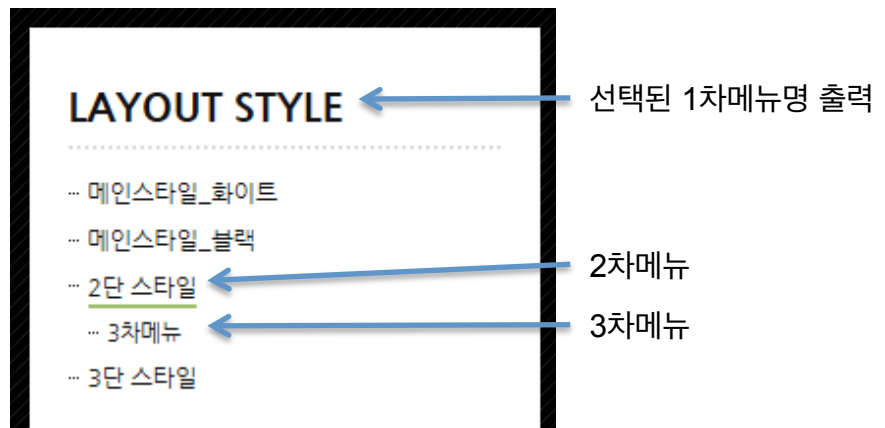 LAYOUT STYLE
선택된 1차메뉴명 출력
메인스타일_화이트
메인스타일_블랙
2단 스타일
2차메뉴
3차메뉴
3차메뉴
3단 스타일